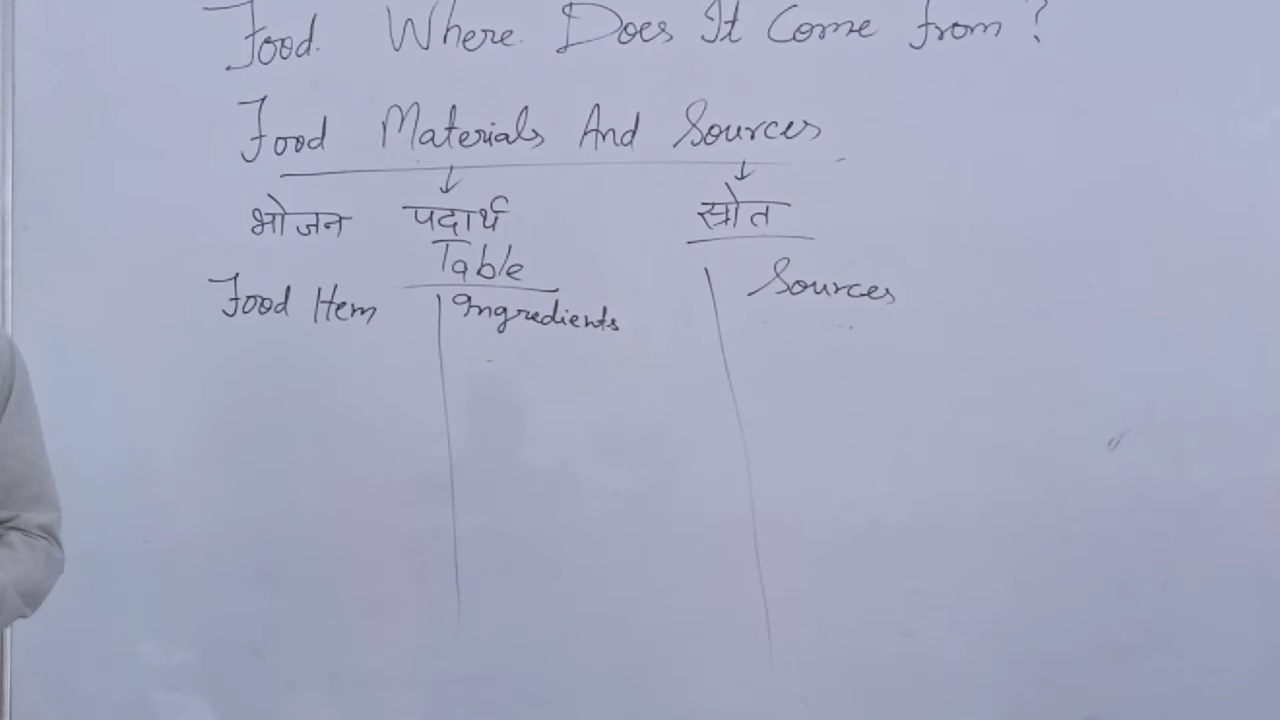 Food. Where. Does It Come from?
Food Materials And Sources
भोजन पदार्थ स्त्रोत
Table
Food Item Ingredients Sources